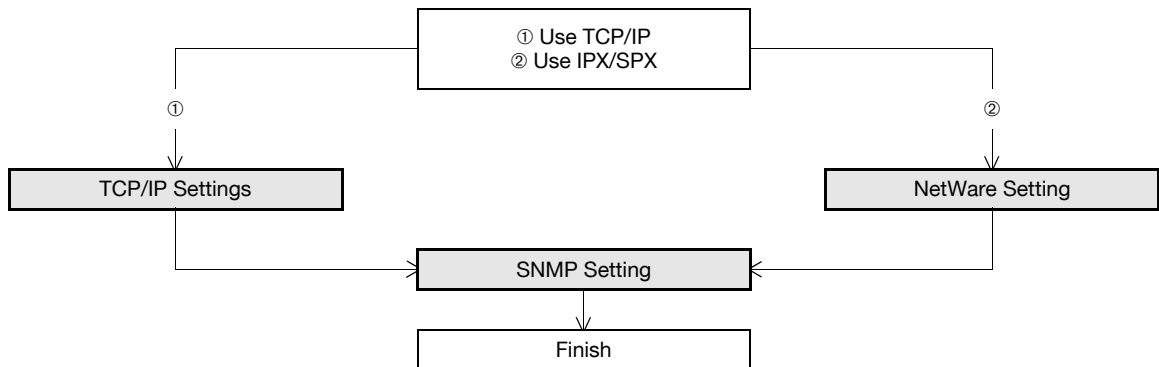 ① Use TCP/IP
② Use IPX/SPX
①
②
TCP/IP Settings
NetWare Setting
SNMP Setting
Finish